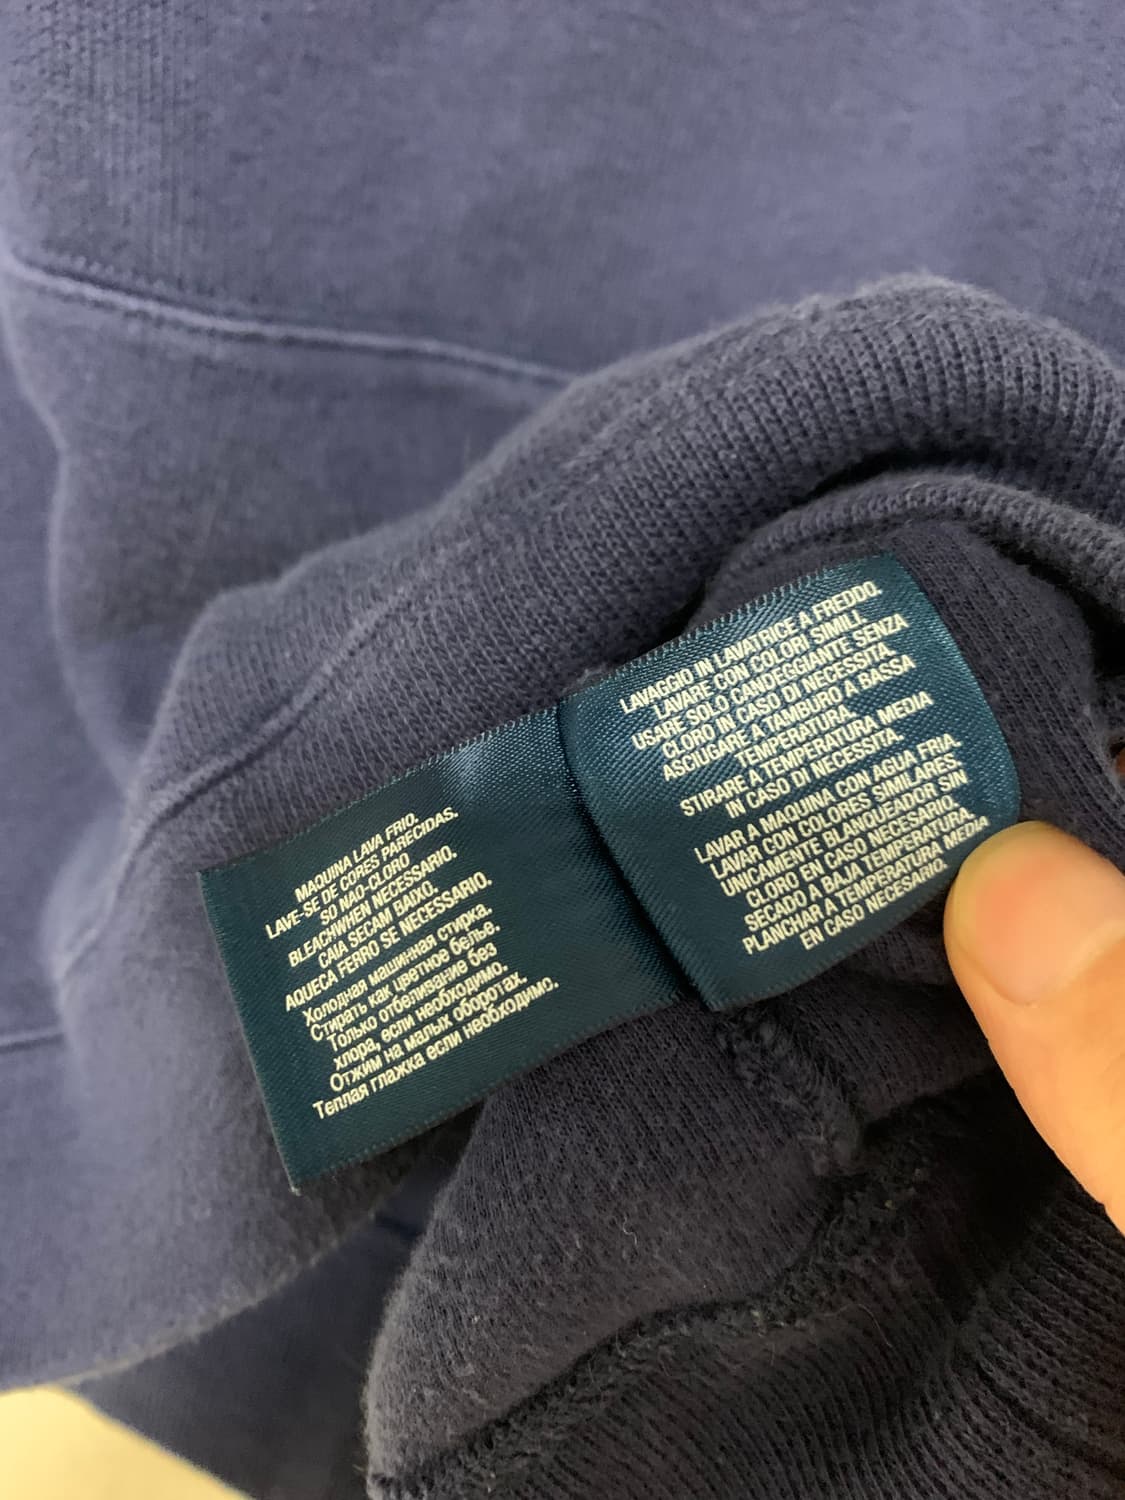 MAQUINA LAVA FRIO.
LAVE-SE DE CORES PARECIDAS.
SO NAO-CLORO
BLEACHWHEN NECESSARIO.
CAIA SECAM BAIXO.
AQUECA FERRO SE NECESSARIO.
Холодная машинная стирка.
Стирать как цветное белье.
Только отбеливание без
хлора, если необходимо.
Отжим на малых оборотах.
Теплая глажка если необходимо.
LAVAGGIO IN LAVATRICE A FREDDO.
LAVARE CON COLORI SIMILI.
USARE SOLO CANDEGGIANTE SENZA
CLORO IN CASO DI NECESSITA.
ASCIUGARE A TAMBURO A BASSA
TEMPERATURA.
STIRARE A TEMPERATURA MEDIA
IN CASO DI NECESSITA.
LAVAR A MAQUINA CON AGUA FRIA.
LAVAR CON COLORES SIMILARES.
UNICAMENTE BLANQUEADOR SIN
CLORO EN CASO NECESARIO.
SECADO A BAJA TEMPERATURA.
PLANCHAR A TEMPERATURA MEDIA
EN CASO NECESARIO